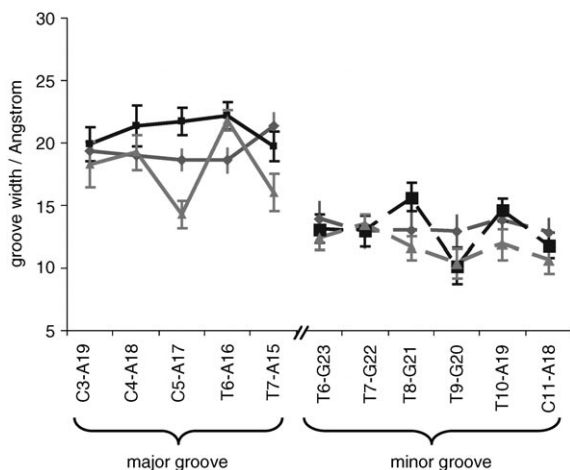 30
25
20
15
10
5
groove width / Angstrom
C3-A19
C4-A18
C5-A17
T6-A16
T7-A15
T6-G23
T7-G22
T8-G21
T9-G20
T10-A19
C11-A18
major groove
minor groove